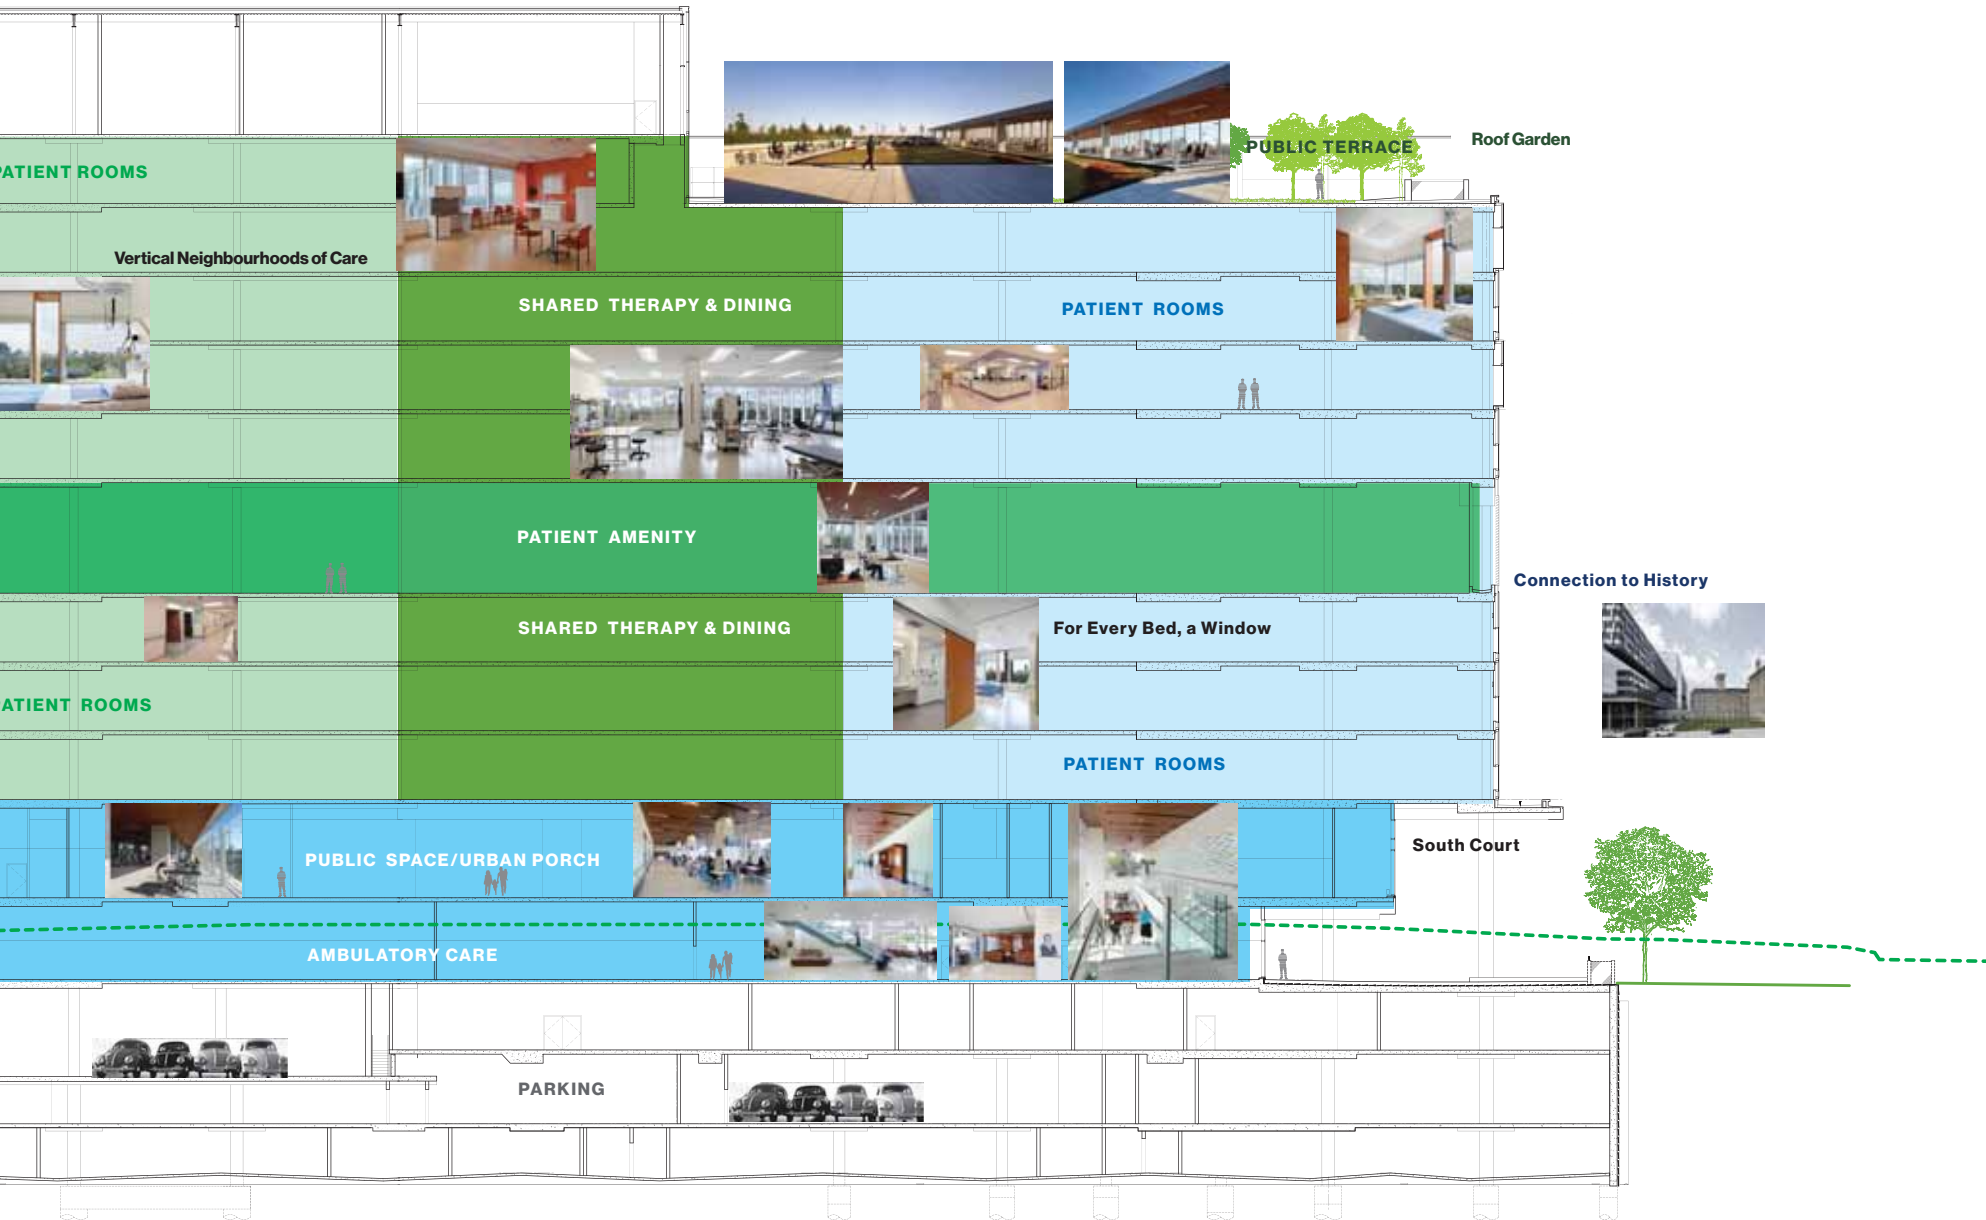 PUBLIC TERRACE
Roof Garden
PATIENT ROOMS
Vertical Neighbourhoods of Care
SHARED THERAPY & DINING
PATIENT ROOMS
PATIENT AMENITY
Connection to History
SHARED THERAPY & DINING
For Every Bed, a Window
PATIENT ROOMS
PATIENT ROOMS
South Court
PUBLIC SPACE/URBAN PORCH
AMBULATORY CARE
PARKING